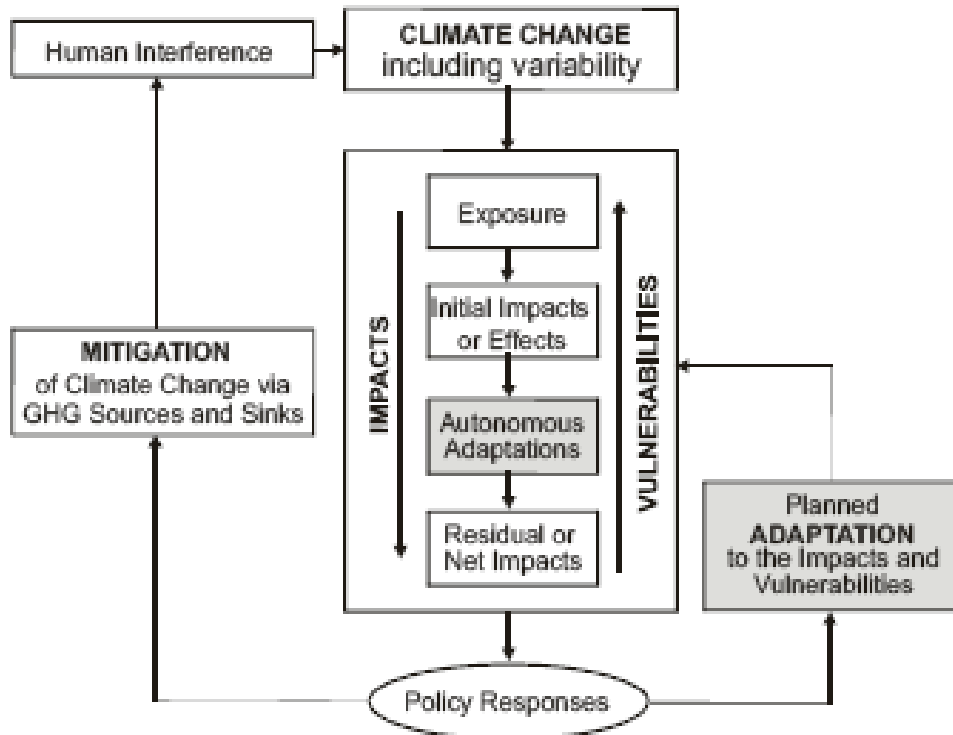 Human Interference
CLIMATE CHANGE
including variability
Exposure
Initial Impacts
or Effects
Autonomous
Adaptations
Residual or
Net Impacts
IMPACTS
VULNERABILITIES
MITIGATION
of Climate Change via
GHG Sources and Sinks
Planned
ADAPTATION
to the Impacts and
Vulnerabilities
Policy Responses